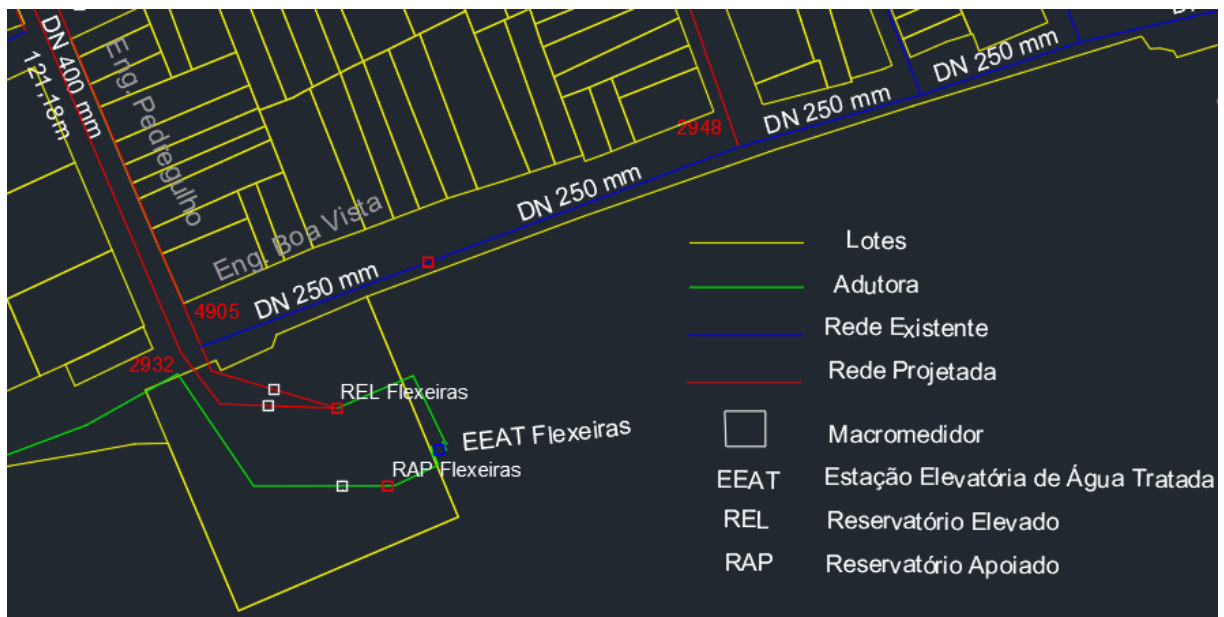 DN 400 mm
121,18m
Eng. Pedregulho
Eng. Boa Vista
DN 250 mm
DN 250 mm
DN 250 mm
DN 250 mm
2948
4905
2932
REL Flexeiras
EEAT Flexeiras
RAP Flexeiras
Lotes
Adutora
Rede Existente
Rede Projetada
Macromedidor
EEAT Estação Elevatória de Água Tratada
REL Reservatório Elevado
RAP Reservatório Apoiado